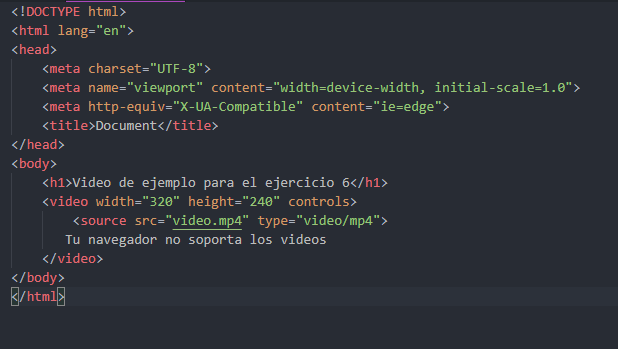 <!DOCTYPE html>
<html lang="en">
<head>
    <meta charset="UTF-8">
    <meta name="viewport" content="width=device-width, initial-scale=1.0">
    <meta http-equiv="X-UA-Compatible" content="ie=edge">
    <title>Document</title>
</head>
<body>
    <h1>Video de ejemplo para el ejercicio 6</h1>
    <video width="320" height="240" controls>
        <source src="video.mp4" type="video/mp4">
       Tu navegador no soporta los videos
    </video>
</body>
</html>